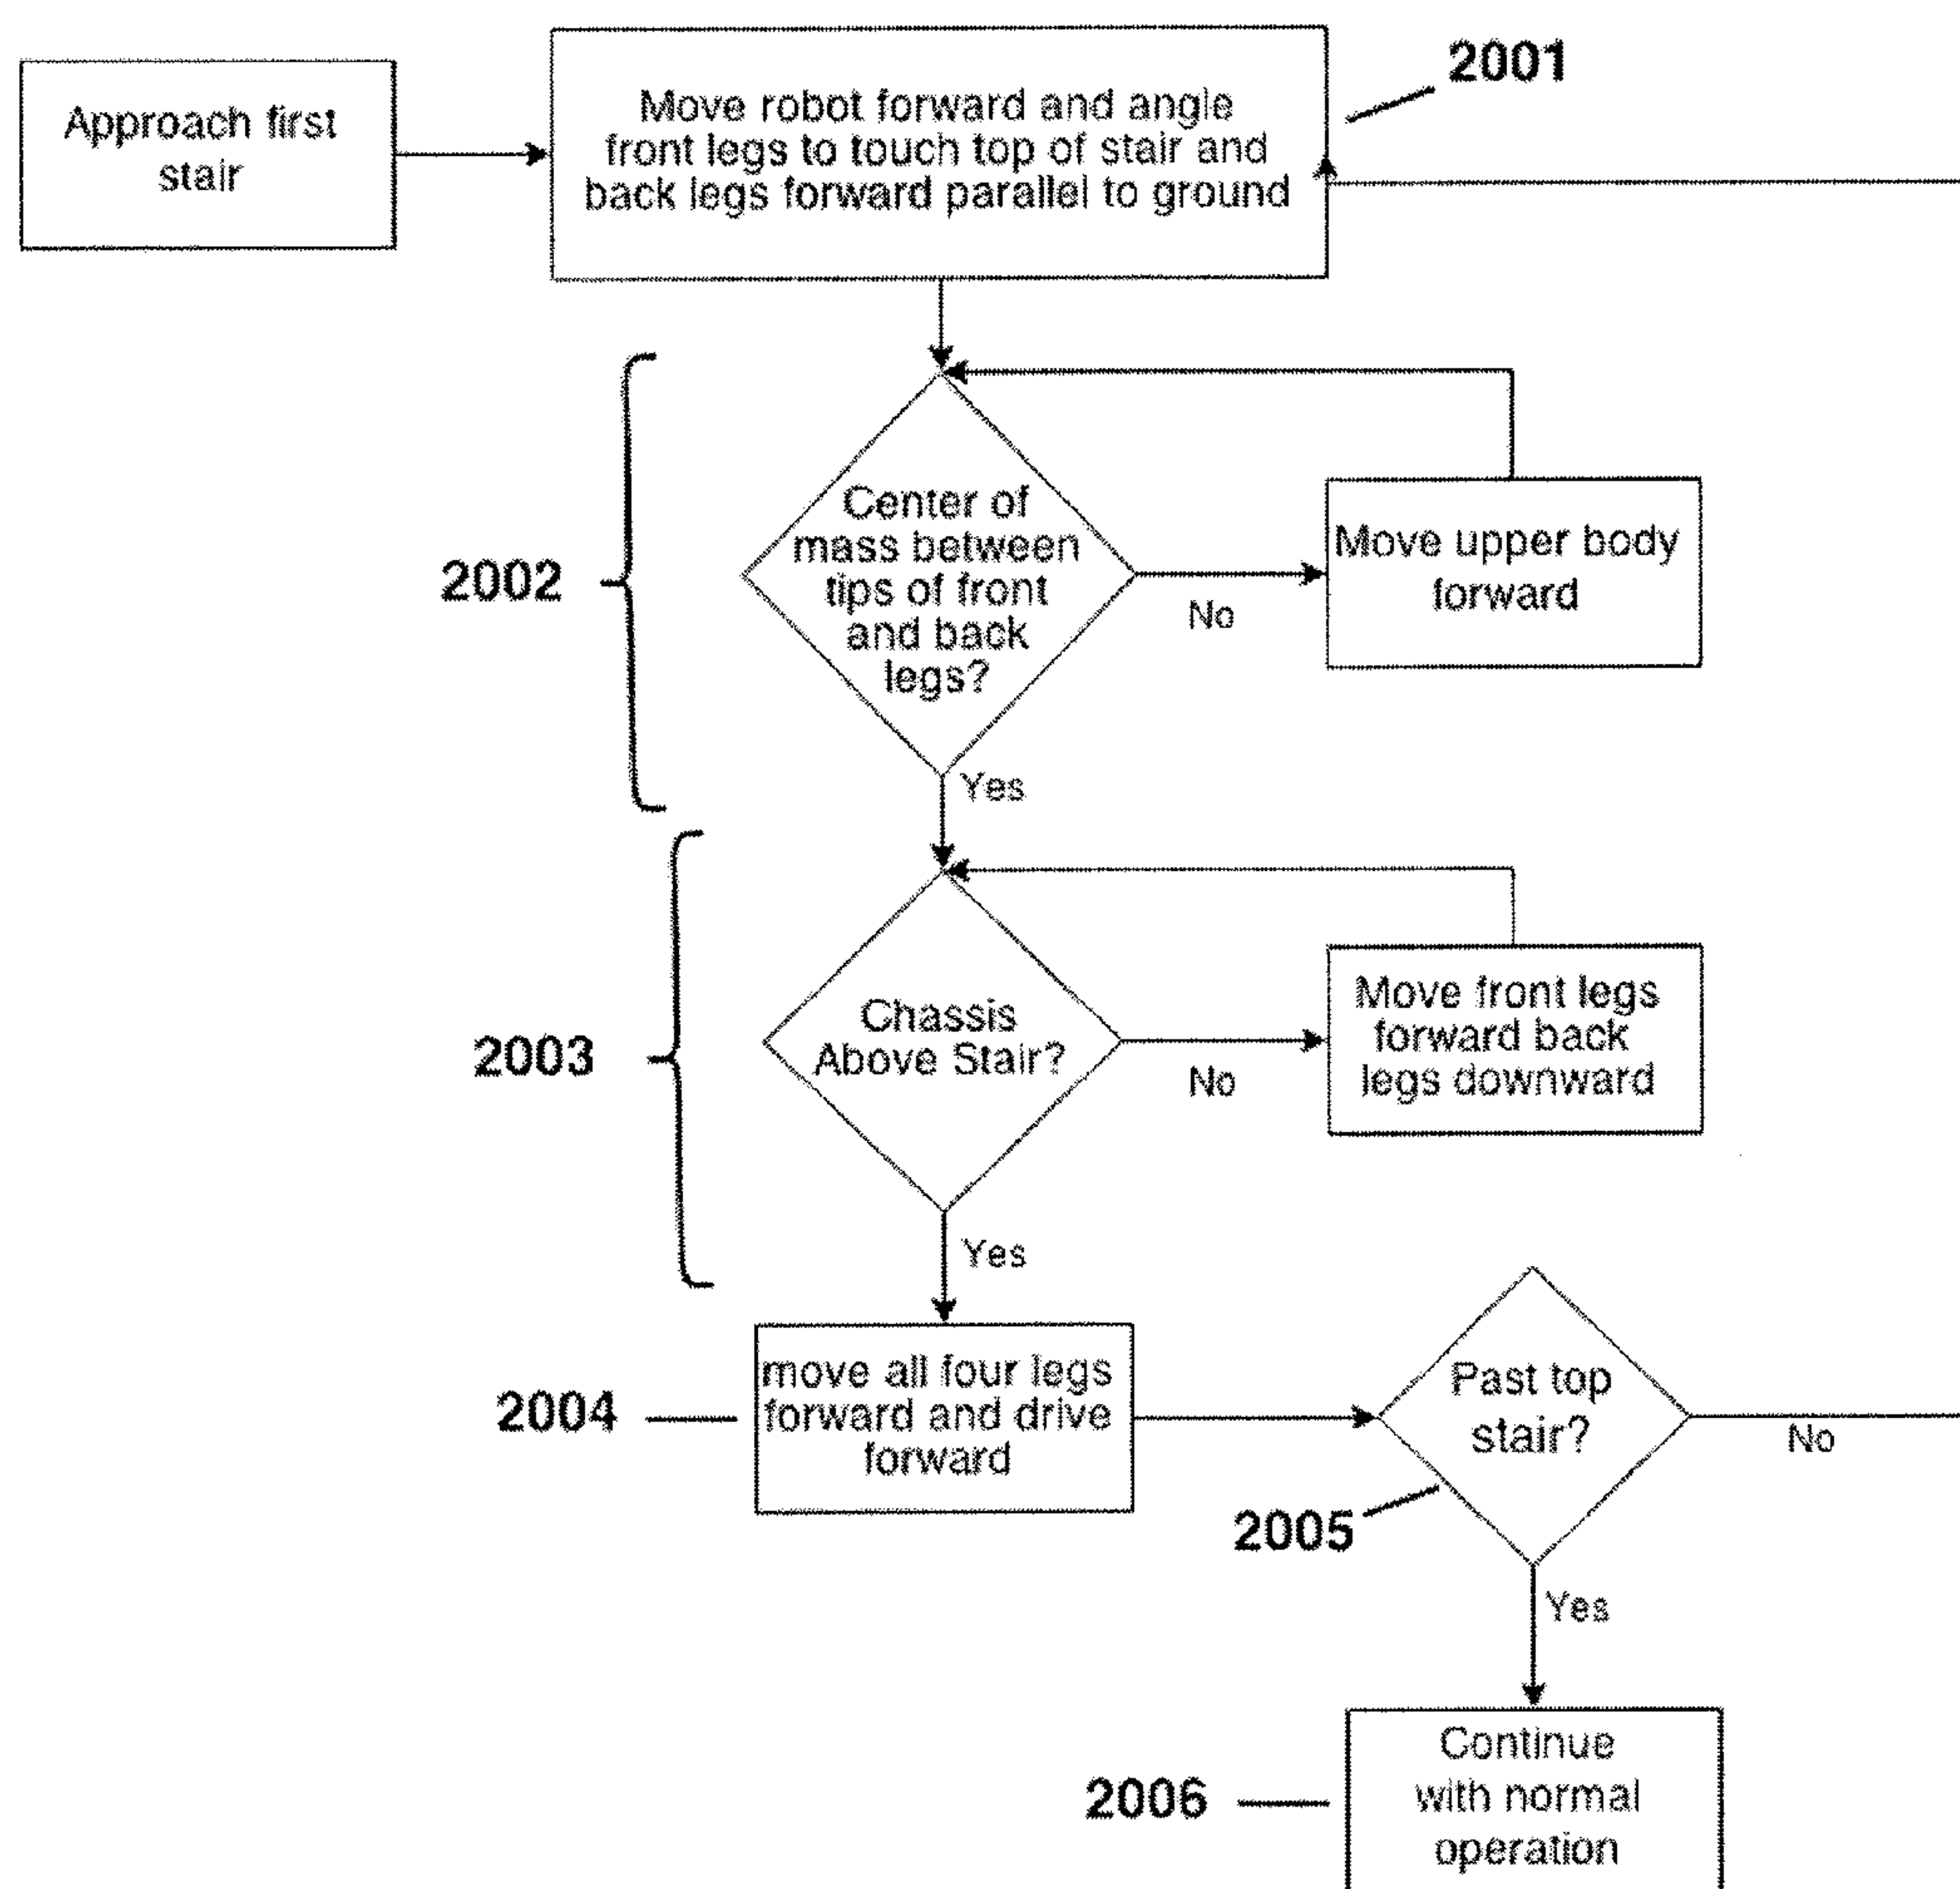 2001
Approach first
stair
Move robot forward and angle
front legs to touch top of stair and
back legs forward parallel to ground
2002
Center of
mass between
tips of front
and back
legs?
No
Move upper body
forward
Yes
2003
Chassis
Above Stair?
No
Move front legs
forward back
legs downward
Yes
2004
move all four legs
forward and drive
forward
Past top
stair?
No
2005
Yes
2006
Continue
with normal
operation